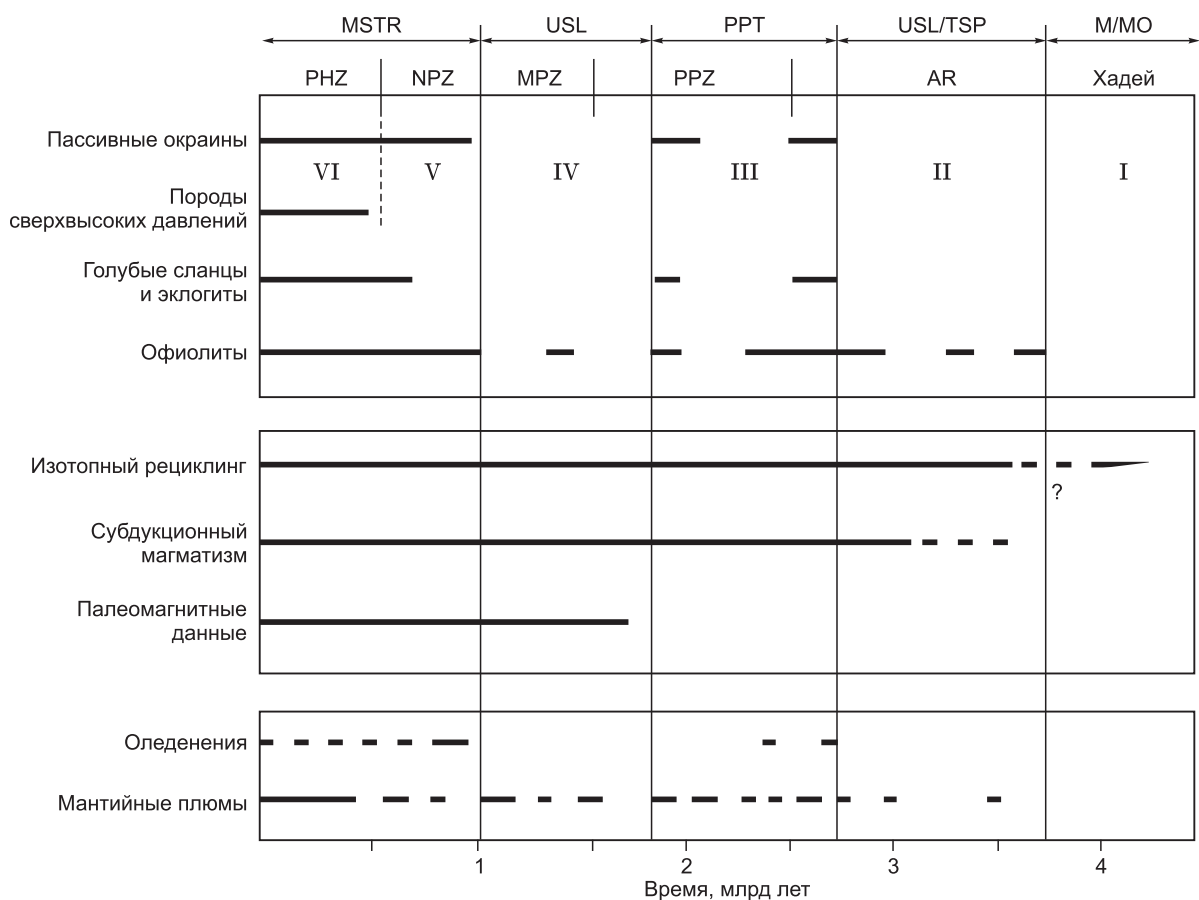 MSTR USL PPT USL/TSP M/MO
PHZ NPZ MPZ PPZ AR Хадей
Пассивные окраины
VI V IV III II I
Породы
сверхвысоких давлений
Голубые сланцы
и эклогиты
Офиолиты
Изотопный рециклинг
?
Субдукционный
магматизм
Палеомагнитные
данные
Оледенения
Мантийные плюмы
1 2 3 4
Время, млрд лет